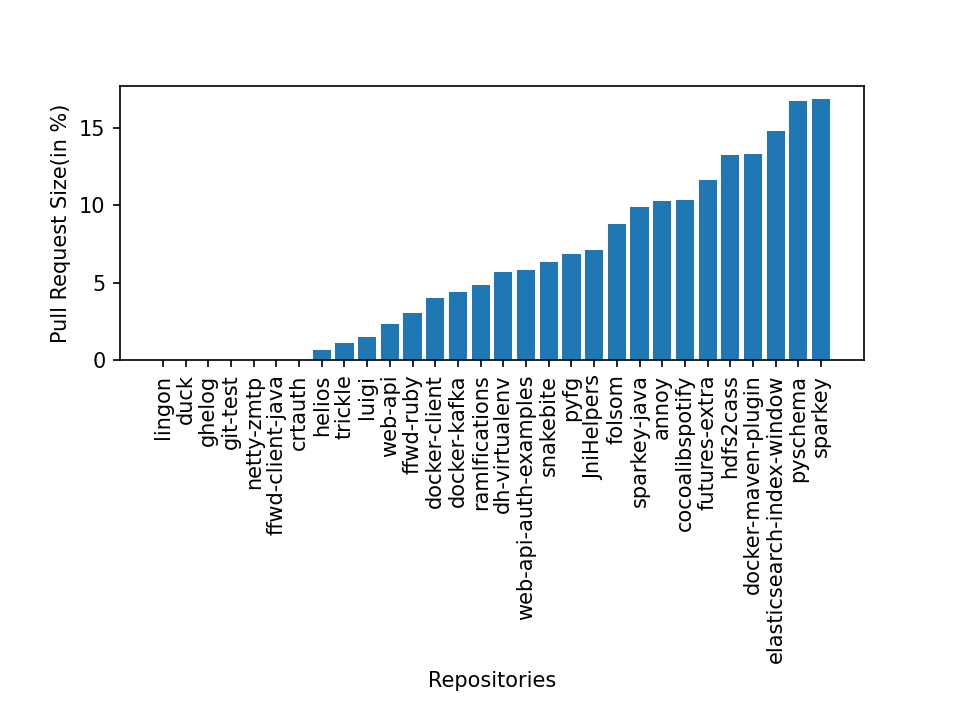 Pull Request Size(in %)
15
10
5
0
lingon
duck
ghelog
git-test
netty-zmtp
ffwd-client-java
crtauth
helios
trickle
luigi
web-api
ffwd-ruby
docker-client
docker-kafka
ramlfications
dh-virtualenv
web-api-auth-examples
snakebite
pyfg
JniHelpers
folsom
sparkey-java
annoy
cocoalibspotify
futures-extra
hdfs2cass
docker-maven-plugin
elasticsearch-index-window
pyschema
sparkey
Repositories